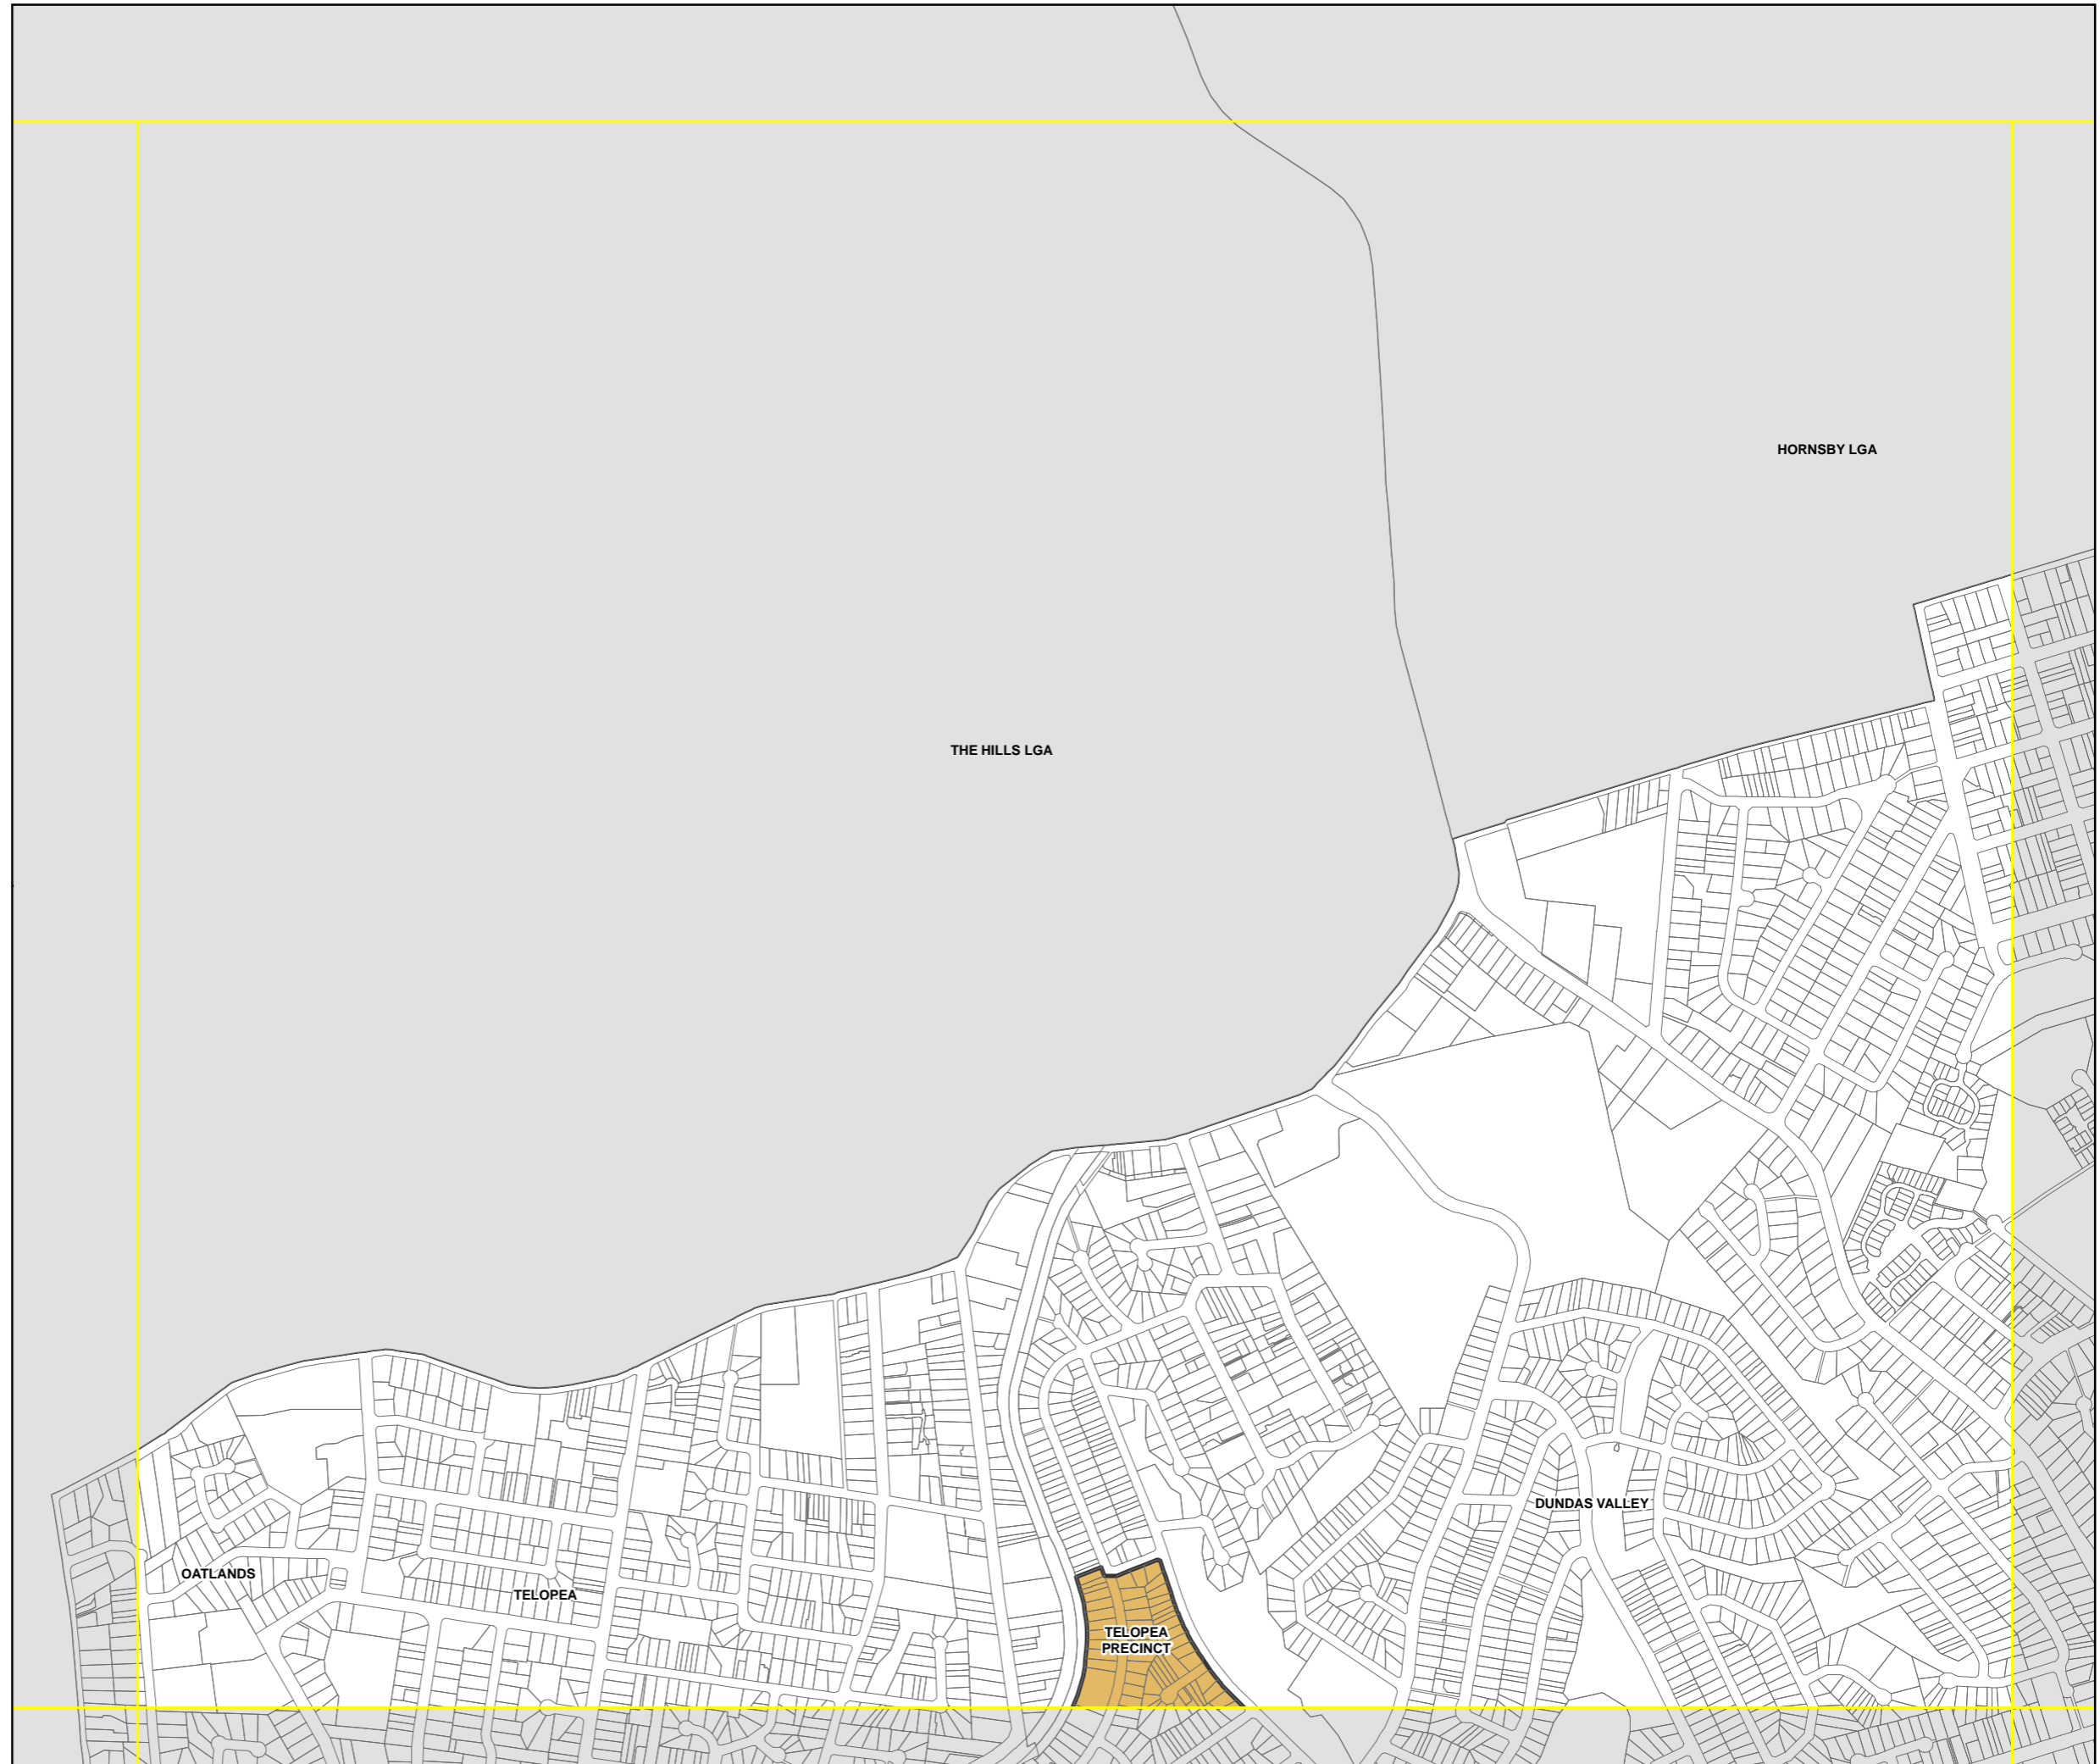 HORNSBY LGA
THE HILLS LGA
DUNDAS VALLEY
OATLANDS
TELOPEA
TELOPEA
PRECINCT